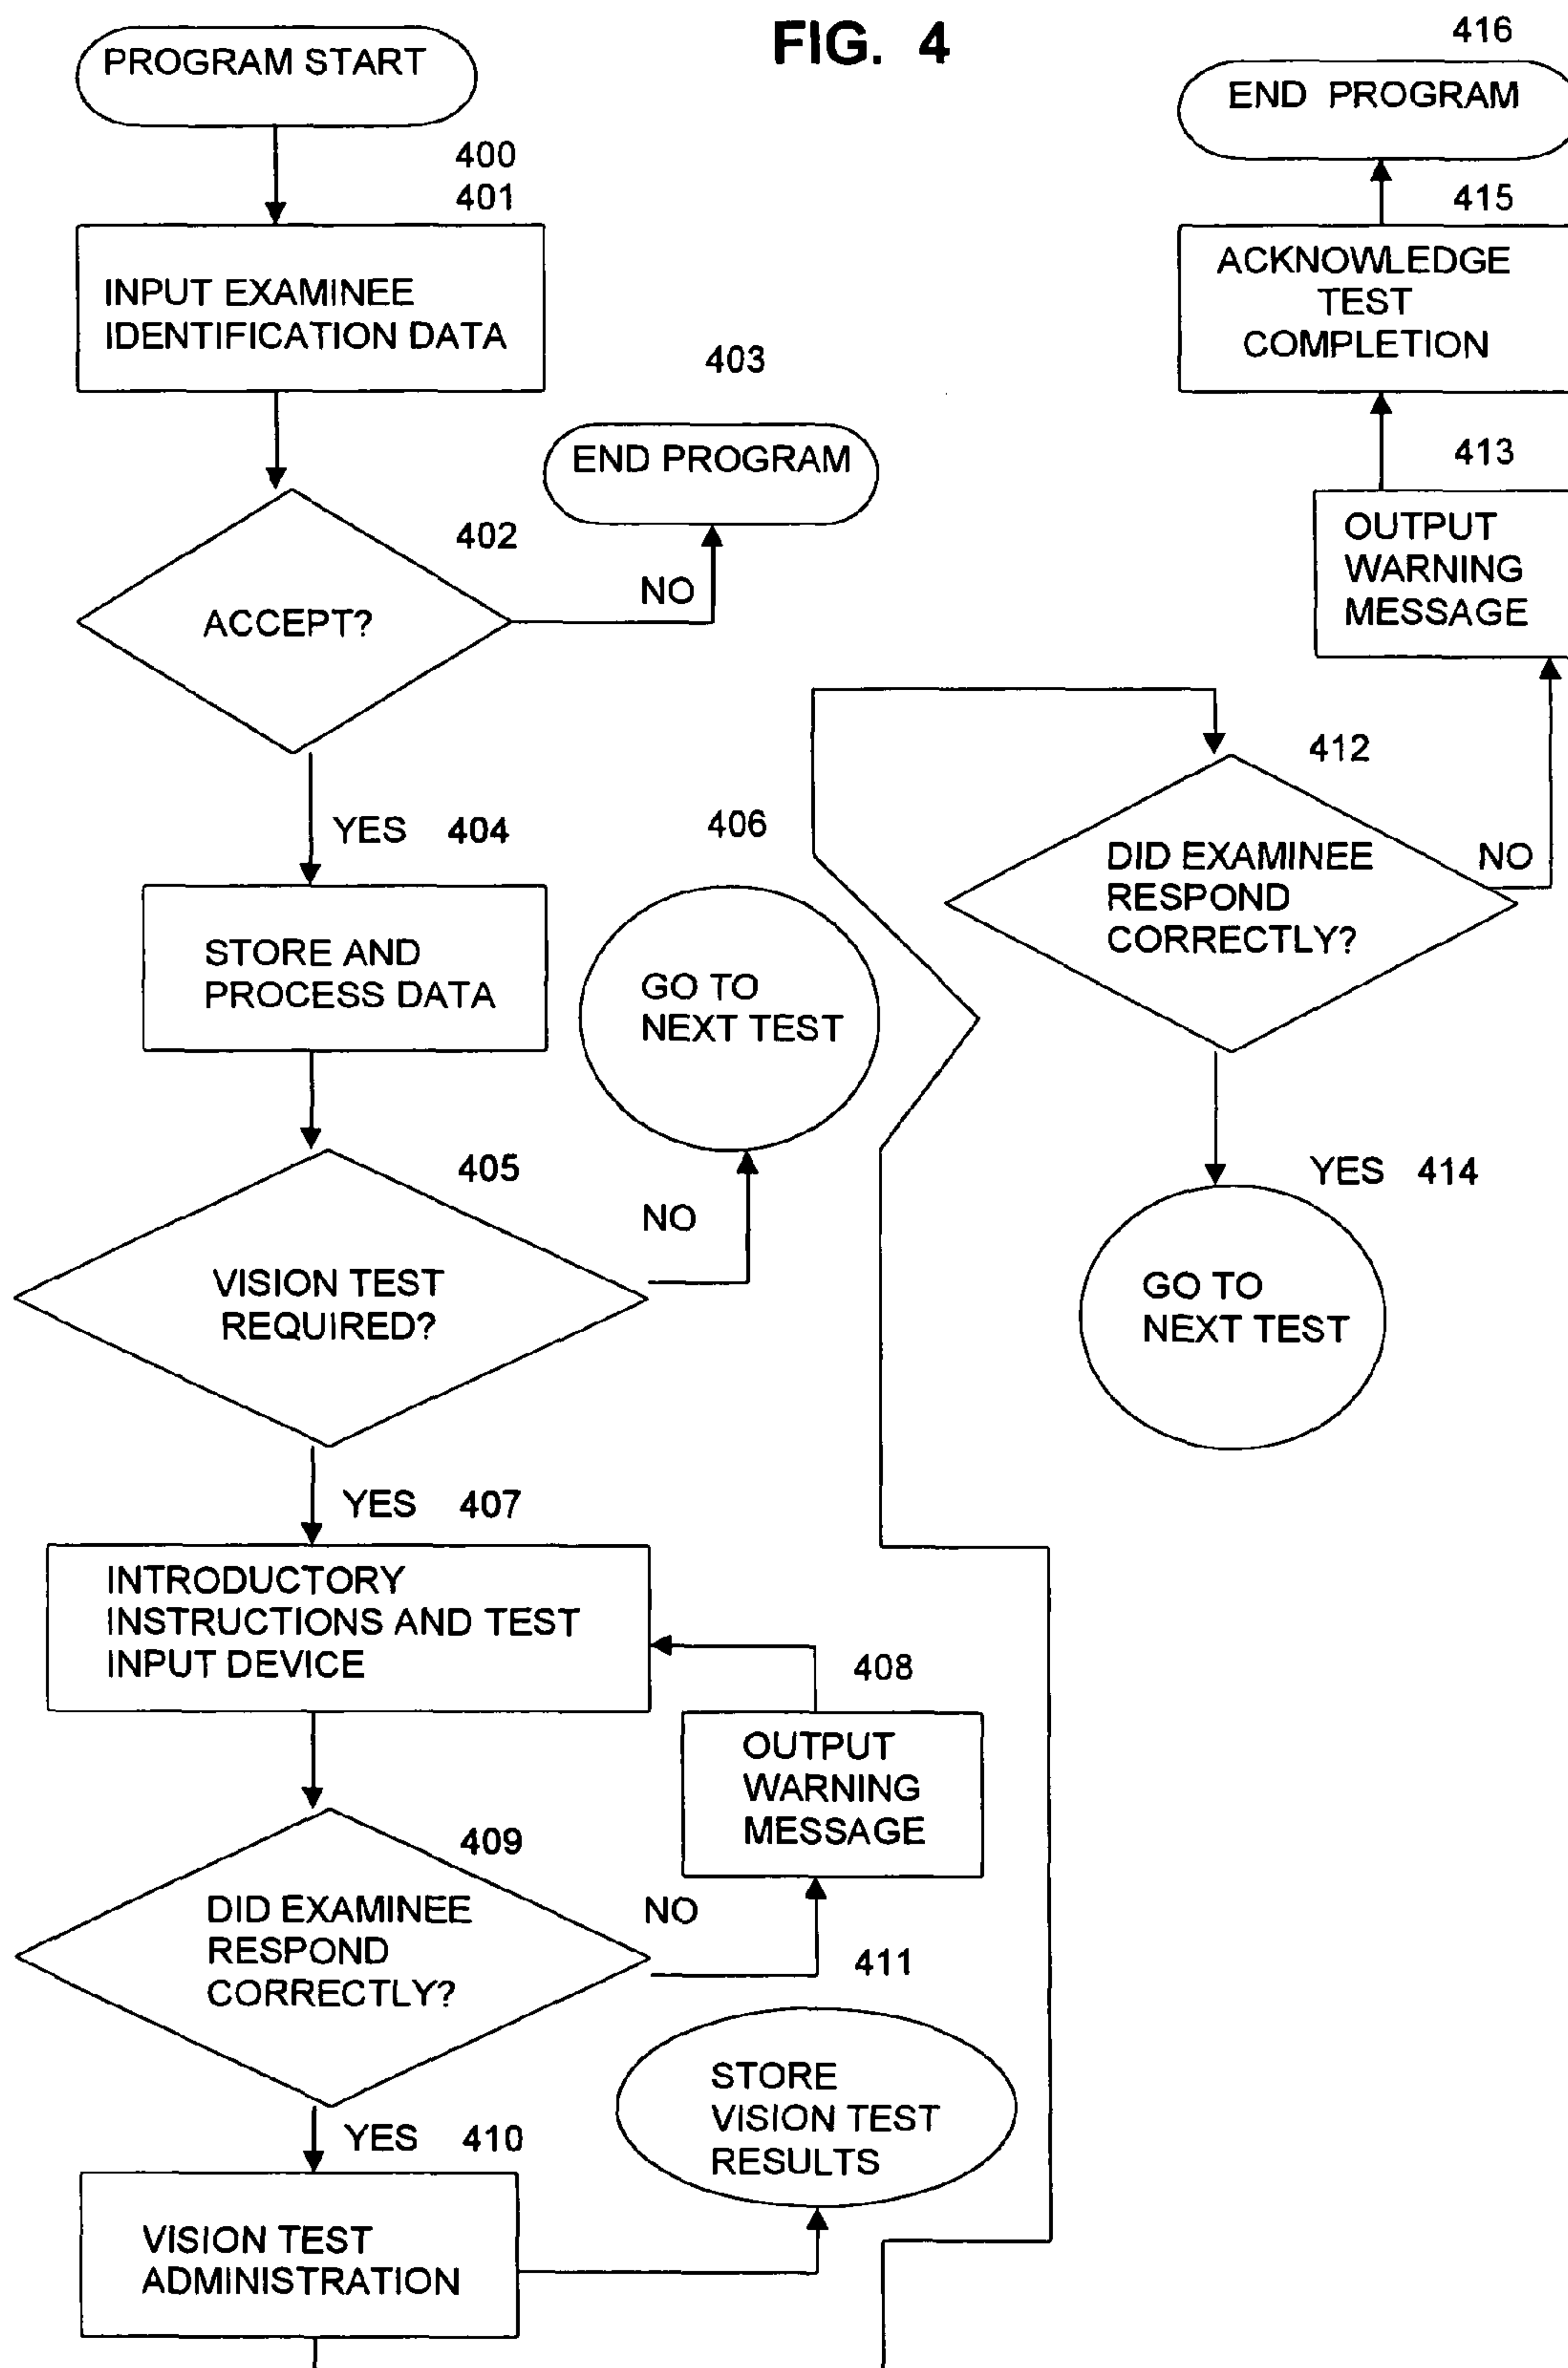 FIG. 4
PROGRAM START
400
401
INPUT EXAMINEE
IDENTIFICATION DATA
402
ACCEPT?
NO
403
END PROGRAM
YES 404
STORE AND
PROCESS DATA
405
VISION TEST
REQUIRED?
NO
406
GO TO
NEXT TEST
YES 407
INTRODUCTORY
INSTRUCTIONS AND TEST
INPUT DEVICE
408
OUTPUT
WARNING
MESSAGE
409
DID EXAMINEE
RESPOND
CORRECTLY?
NO
YES 410
VISION TEST
ADMINISTRATION
411
STORE
VISION TEST
RESULTS
412
DID EXAMINEE
RESPOND
CORRECTLY?
NO
413
OUTPUT
WARNING
MESSAGE
YES 414
GO TO
NEXT TEST
415
ACKNOWLEDGE
TEST
COMPLETION
416
END PROGRAM